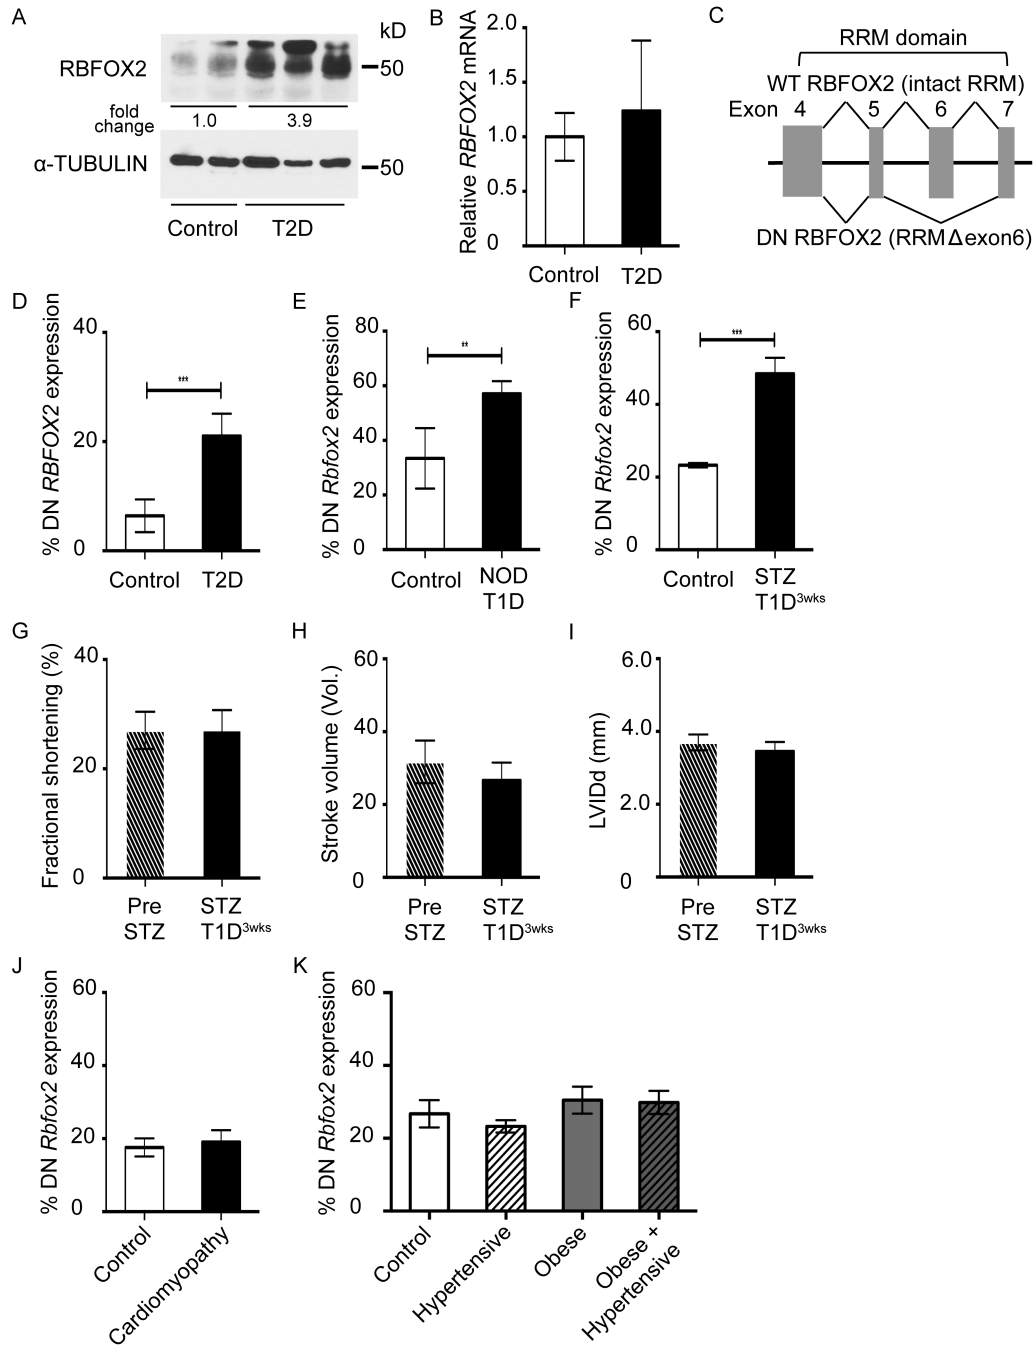 A
kD
RBFOX2
50
fold
change
1.0
3.9
α-TUBULIN
50
Control
T2D
B
Relative RBFOX2 mRNA
2.0
1.5
1.0
0.5
0
Control
T2D
C
RRM domain
WT RBFOX2 (intact RRM)
Exon 4 5 6 7
DN RBFOX2 (RRMΔexon6)
D
% DN RBFOX2 expression
40
20
0
***
Control
T2D
E
% DN Rbfox2 expression
80
60
40
20
0
**
Control
NOD
T1D
F
% DN Rbfox2 expression
60
40
20
0
***
Control
STZ
T1D3wks
G
Fractional shortening (%)
40
20
0
Pre
STZ
STZ
T1D3wks
H
Stroke volume (Vol.)
60
40
20
0
Pre
STZ
STZ
T1D3wks
I
LVIDd (mm)
6.0
4.0
2.0
0
Pre
STZ
STZ
T1D3wks
J
% DN Rbfox2 expression
60
40
20
0
Control
Cardiomyopathy
K
% DN Rbfox2 expression
60
40
20
0
Control
Hypertensive
Obese
Obese +
Hypertensive